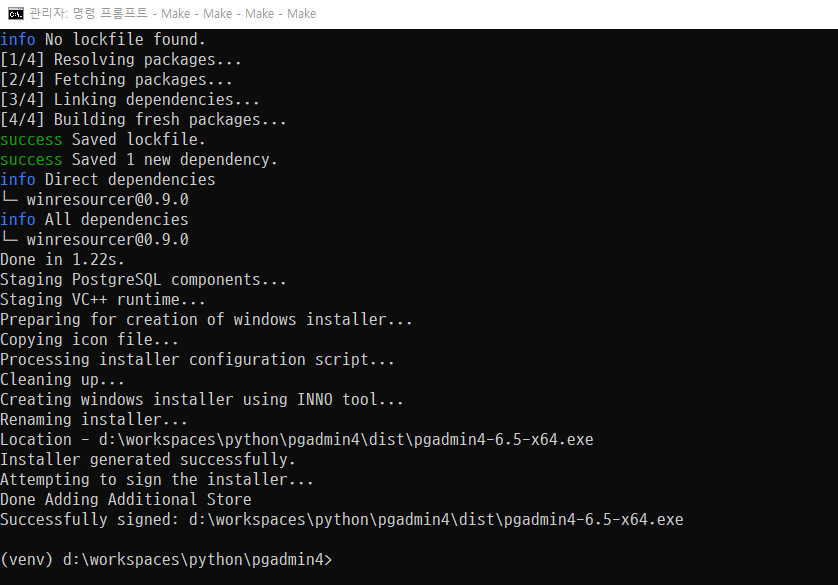 관리자: 명령 프롬프트 - Make - Make - Make - Make
info No lockfile found.
[1/4] Resolving packages...
[2/4] Fetching packages...
[3/4] Linking dependencies...
[4/4] Building fresh packages...
success Saved lockfile.
success Saved 1 new dependency.
info Direct dependencies
└─ winresourcer@0.9.0
info All dependencies
└─ winresourcer@0.9.0
Done in 1.22s.
Staging PostgreSQL components...
Staging VC++ runtime...
Preparing for creation of windows installer...
Copying icon file...
Processing installer configuration script...
Cleaning up...
Creating windows installer using INNO tool...
Renaming installer...
Location - d:\workspaces\python\pgadmin4\dist\pgadmin4-6.5-x64.exe
Installer generated successfully.
Attempting to sign the installer...
Done Adding Additional Store
Successfully signed: d:\workspaces\python\pgadmin4\dist\pgadmin4-6.5-x64.exe
(venv) d:\workspaces\python\pgadmin4>